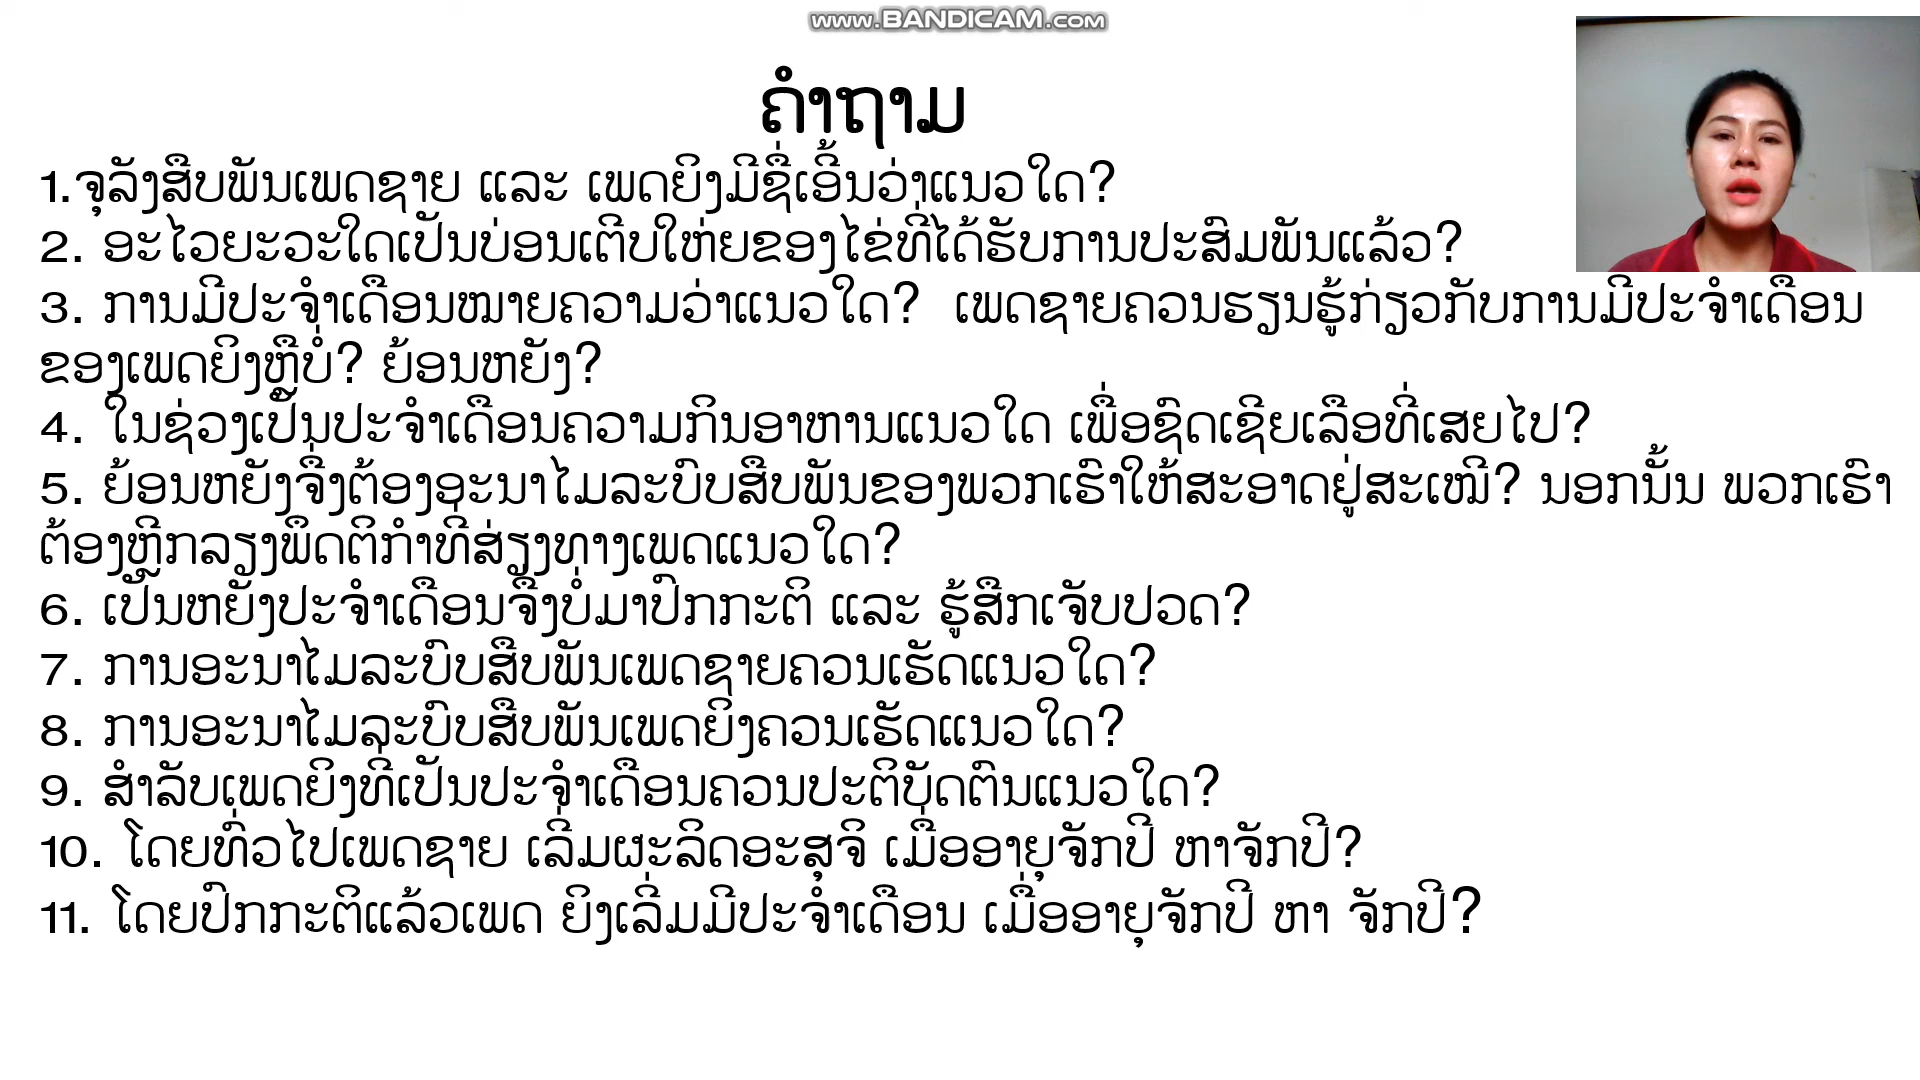 www.BANDICAM.com
ຄຳຖາມ
1.ຈຸລັງສືບພັນເພດຊາຍ ແລະ ເພດຍິງມີຊື່ເອີ້ນວ່າແນວໃດ?
2. ອະໄວຍະວະໃດເປັນບ່ອນເຕີບໃຫ່ຍຂອງໄຂ່ທີ່ໄດ້ຮັບການປະສົມພັນແລ້ວ?
3. ການມີປະຈຳເດືອນໝາຍຄວາມວ່າແນວໃດ? ເພດຊາຍຄວນຮຽນຮູ້ກ່ຽວກັບການມີປະຈຳເດືອນ
ຂອງເພດຍິງຫຼືບໍ່? ຍ້ອນຫຍັງ?
4. ໃນຊ່ວງເປັນປະຈຳເດືອນຄວາມກິນອາຫານແນວໃດ ເພື່ອຊົດເຊີຍເລືອທີ່ເສຍໄປ?
5. ຍ້ອນຫຍັງຈື່ງຕ້ອງອະນາໄມລະບົບສືບພັນຂອງພວກເຮົາໃຫ້ສະອາດຢູ່ສະເໝີ? ນອກນັ້ນ ພວກເຮົາ
ຕ້ອງຫຼີກລຽງພຶດຕິກຳທີ່ສ່ຽງທາງເພດແນວໃດ?
6. ເປັນຫຍັງປະຈຳເດືອນຈື່ງບໍ່ມາປົກກະຕິ ແລະ ຮູ້ສືກເຈັບປວດ?
7. ການອະນາໄມລະບົບສືບພັນເພດຊາຍຄວນເຮັດແນວໃດ?
8. ການອະນາໄມລະບົບສືບພັນເພດຍິງຄວນເຮັດແນວໃດ?
9. ສຳລັບເພດຍິງທີ່ເປັນປະຈຳເດືອນຄວນປະຕິບັດຕົນແນວໃດ?
10. ໂດຍທົ່ວໄປເພດຊາຍ ເລີ່ມຜະລິດອະສຸຈິ ເມື່ອອາຍຸຈັກປີ ຫາຈັກປີ?
11. ໂດຍປົກກະຕິແລ້ວເພດ ຍິງເລີ່ມມີປະຈຳເດືອນ ເມື່ອອາຍຸຈັກປີ ຫາ ຈັກປີ?